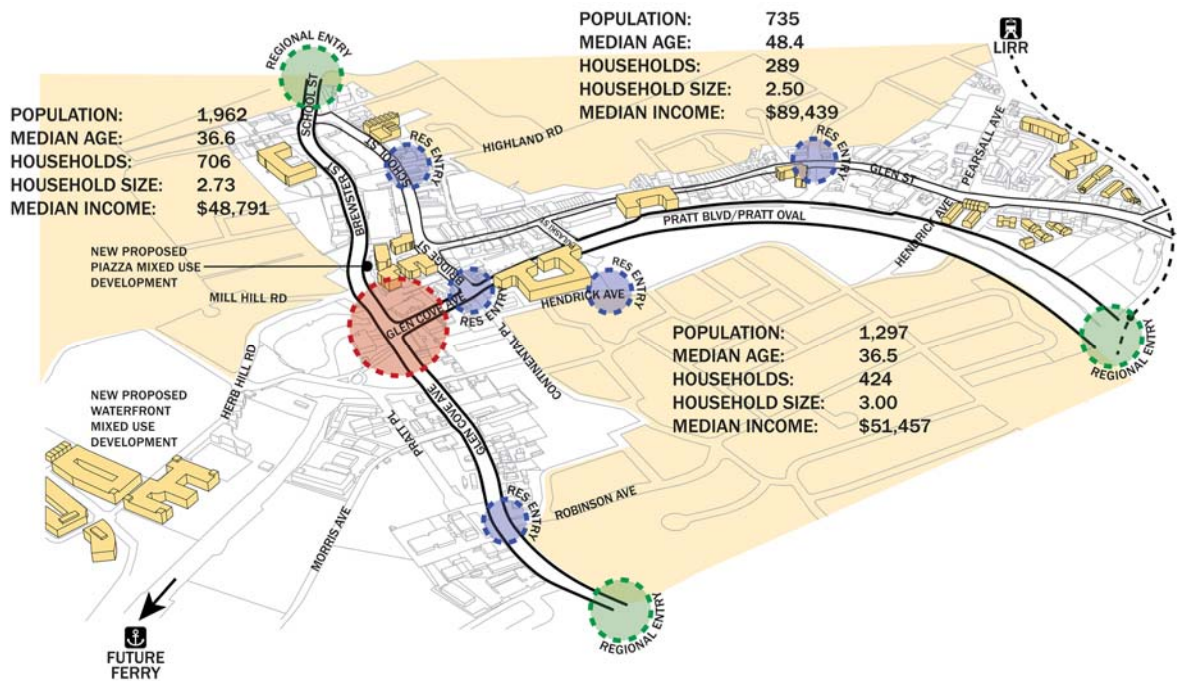 POPULATION: 735
MEDIAN AGE: 48.4
HOUSEHOLDS: 289
HOUSEHOLD SIZE: 2.50
MEDIAN INCOME: $89,439
LIRR
REGIONAL ENTRY
SCHOOL ST
POPULATION: 1,962
MEDIAN AGE: 36.6
HOUSEHOLDS: 706
HOUSEHOLD SIZE: 2.73
MEDIAN INCOME: $48,791
SCHOOL ST
RES ENTRY
HIGHLAND RD
RES ENTRY
GLEN ST
PEARSALL AVE
BREWSTER ST
PULASKI ST
PRATT BLVD/PRATT OVAL
HENDRICK AVE
NEW PROPOSED
PIAZZA MIXED USE
DEVELOPMENT
BRIDGE ST
MILL HILL RD
GLEN COVE AVE
RES ENTRY
HENDRICK AVE
RES ENTRY
CONTINENTAL PL
POPULATION: 1,297
MEDIAN AGE: 36.5
HOUSEHOLDS: 424
HOUSEHOLD SIZE: 3.00
MEDIAN INCOME: $51,457
REGIONAL ENTRY
HERB HILL RD
NEW PROPOSED
WATERFRONT
MIXED USE
DEVELOPMENT
PRATT PL
GLEN COVE AVE
RES ENTRY
ROBINSON AVE
MORRIS AVE
REGIONAL ENTRY
FUTURE
FERRY